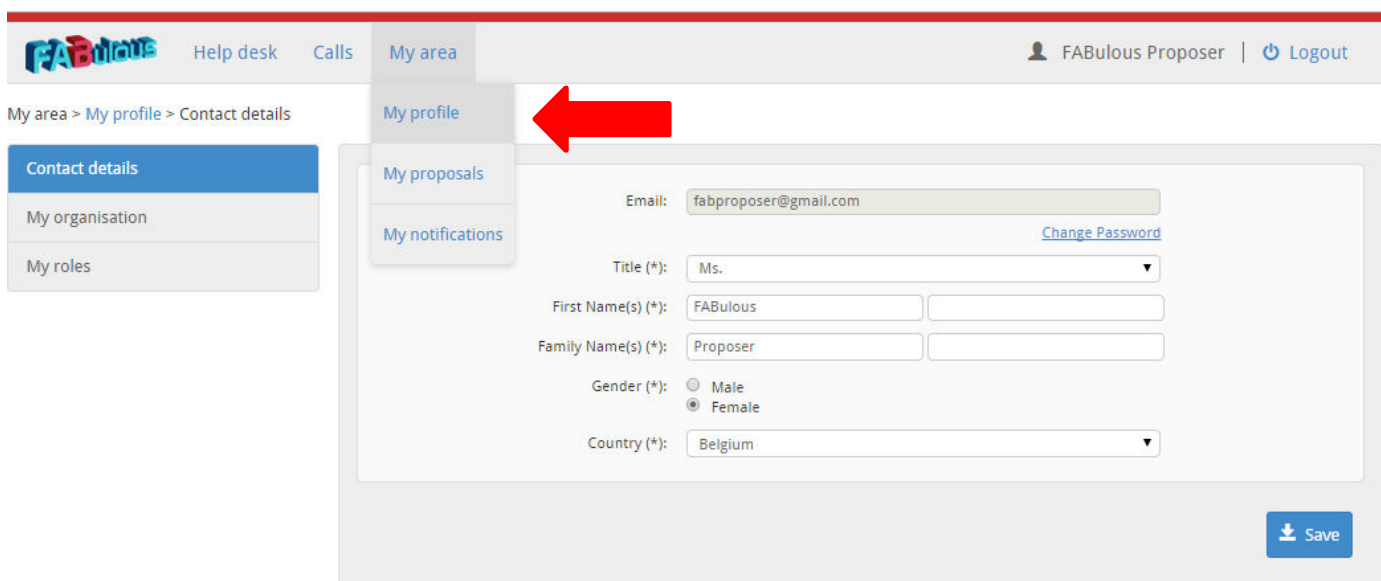 FABulous Help desk Calls My area FABulous Proposer | Logout
My area > My profile > Contact details
My profile
My proposals
My notifications
Contact details
My organisation
My roles
Email: fabproposer@gmail.com
Change Password
Title (*): Ms.
First Name(s) (*): FABulous
Family Name(s) (*): Proposer
Gender (*): Male
Female
Country (*): Belgium
Save